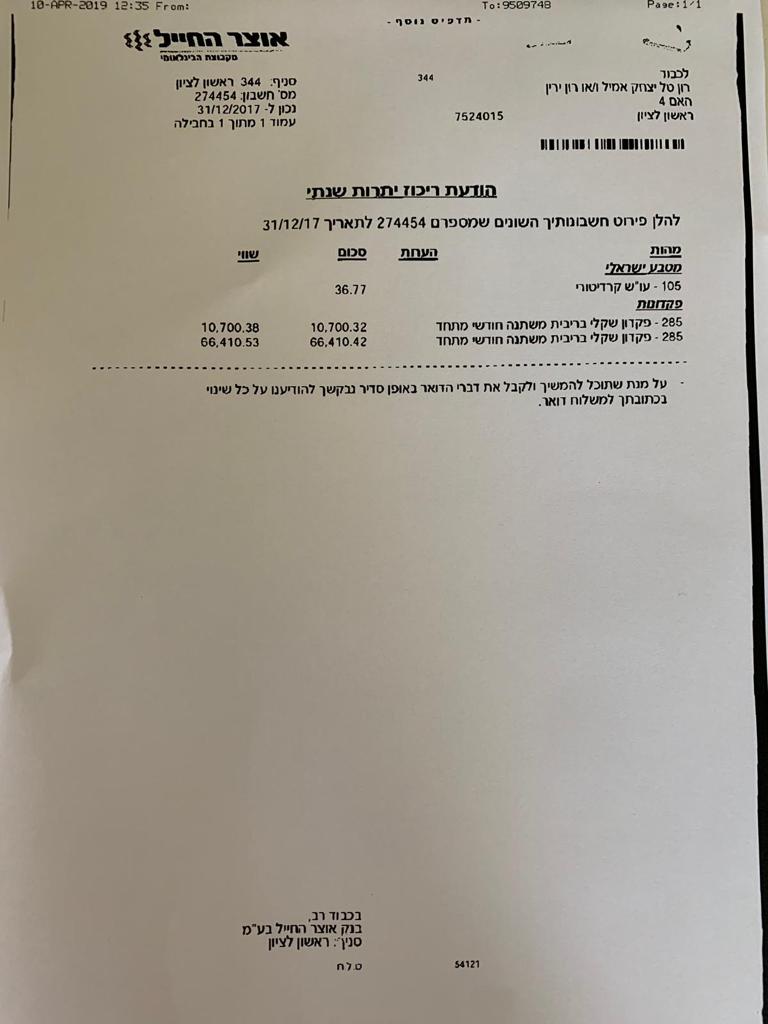 10-APR-2019 12:35 From: To:9509748 Page:1/1
- תדפיס נוסף -
אוצר החייל
מקבוצת הבינלאומי
סניף: 344 ראשון לציון
מס' חשבון: 274454
נכון ל- 31/12/2017
עמוד 1 מתוך 1 בחבילה
344
לכבוד
רון טל יצחק אמיל ו/או רון ירין
האם 4
ראשון לציון 7524015
הודעת ריכוז יתרות שנתי
להלן פירוט חשבונותיך השונים שמספרם 274454 לתאריך 31/12/17
מהות הערות סכום שווי
מטבע ישראלי
105 - עו"ש קרדיטורי 36.77
פקדונות
285 - פקדון שקלי בריבית משתנה חודשי מתחד 10,700.32 10,700.38
285 - פקדון שקלי בריבית משתנה חודשי מתחד 66,410.42 66,410.53
- על מנת שתוכל להמשיך ולקבל את דברי הדואר באופן סדיר נבקשך להודיענו על כל שינוי
בכתובתך למשלוח דואר.
בכבוד רב,
בנק אוצר החייל בע"מ
סניף: ראשון לציון
ט.ל.ח 54121